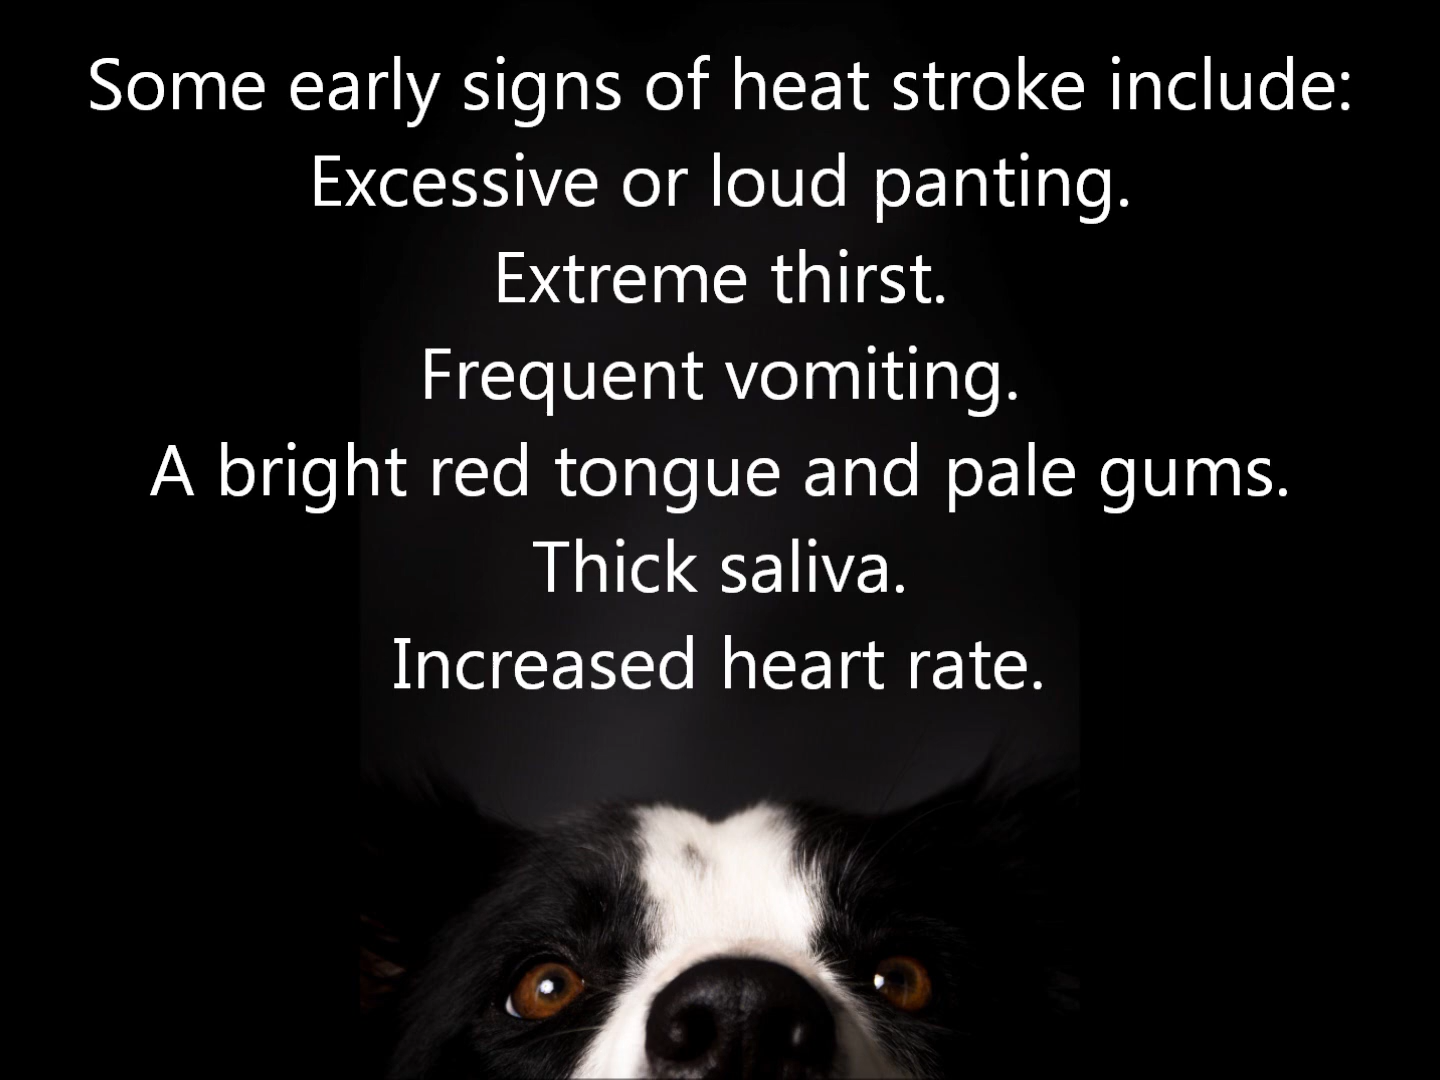 Some early signs of heat stroke include:
Excessive or loud panting.
Extreme thirst.
Frequent vomiting.
A bright red tongue and pale gums.
Thick saliva.
Increased heart rate.